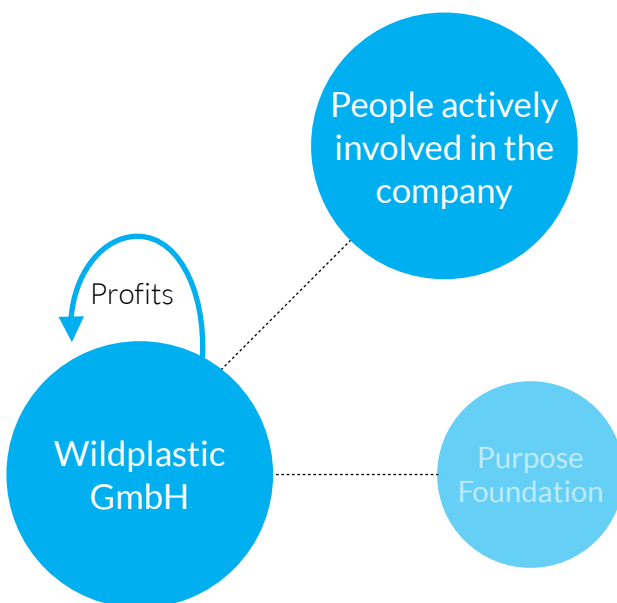 People actively
involved in the
company
Profits
Wildplastic
GmbH
Purpose
Foundation